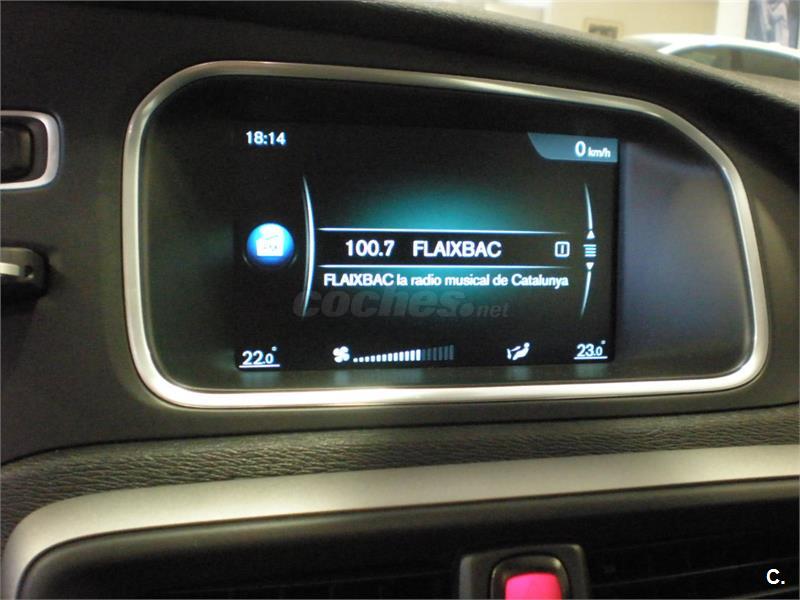 18:14
0 km/h
100.7 FLAIXBAC
FLAIXBAC la radio musical de Catalunya
coches.net
22.0° 23.0°
C.